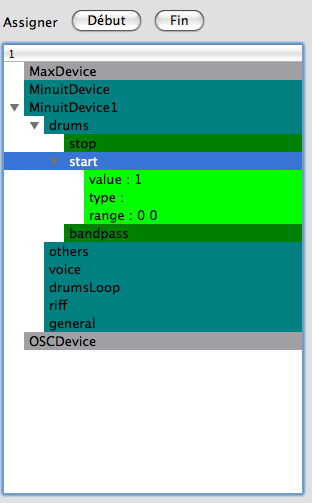 Assigner Début Fin
1
MaxDevice
MinuitDevice
MinuitDevice1
drums
stop
start
value : 1
type :
range : 0 0
bandpass
others
voice
drumsLoop
riff
general
OSCDevice